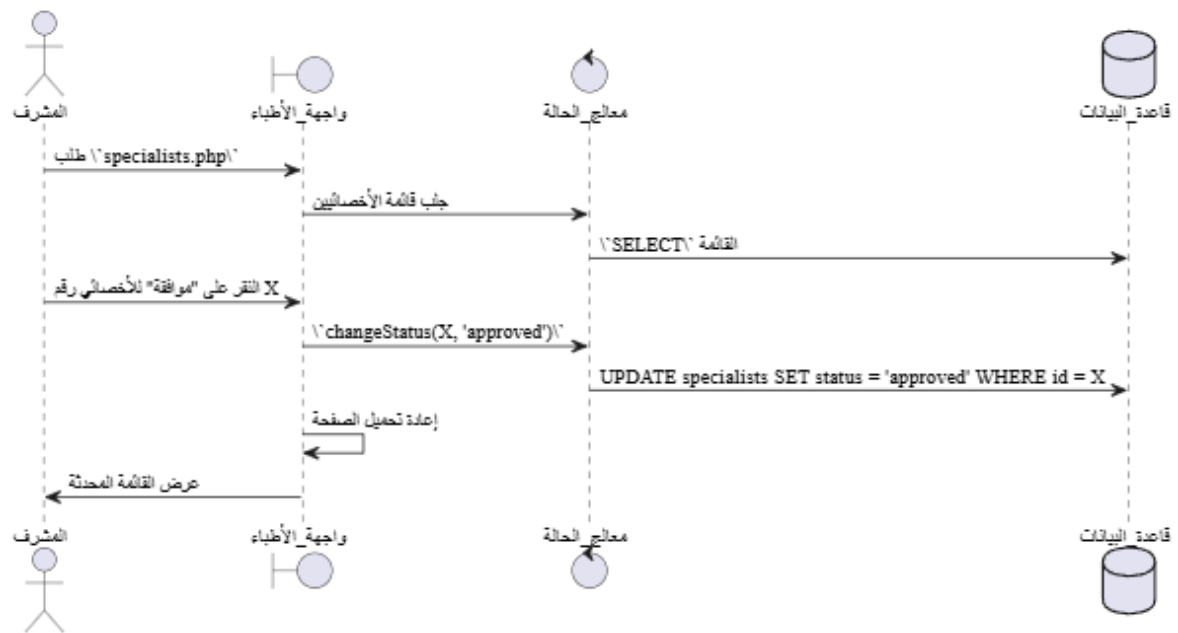 المشرف
واجهة_الأطباء
معالج_الحالة
قاعدة_البيانات
طلب \`specialists.php\`
جلب قائمة الأخصائيين
\`SELECT\` القائمة
النقر على "موافقة" للأخصائي رقم X
\`changeStatus(X, 'approved')\`
UPDATE specialists SET status = 'approved' WHERE id = X
إعادة تحميل الصفحة
عرض القائمة المحدثة
المشرف
واجهة_الأطباء
معالج_الحالة
قاعدة_البيانات